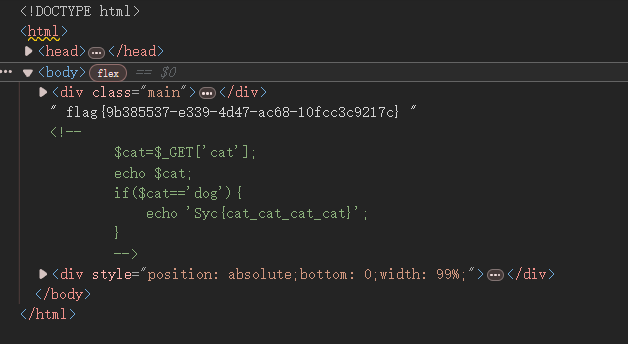 <!DOCTYPE html>
<html>
▶<head>⋯</head>
⋯ ▼<body> flex == $0
▶<div class="main">⋯</div>
" flag{9b385537-e339-4d47-ac68-10fcc3c9217c} "
<!--
$cat=$_GET['cat'];
echo $cat;
if($cat=='dog'){
echo 'Syc{cat_cat_cat_cat}';
}
-->
▶<div style="position: absolute;bottom: 0;width: 99%;">⋯</div>
</body>
</html>